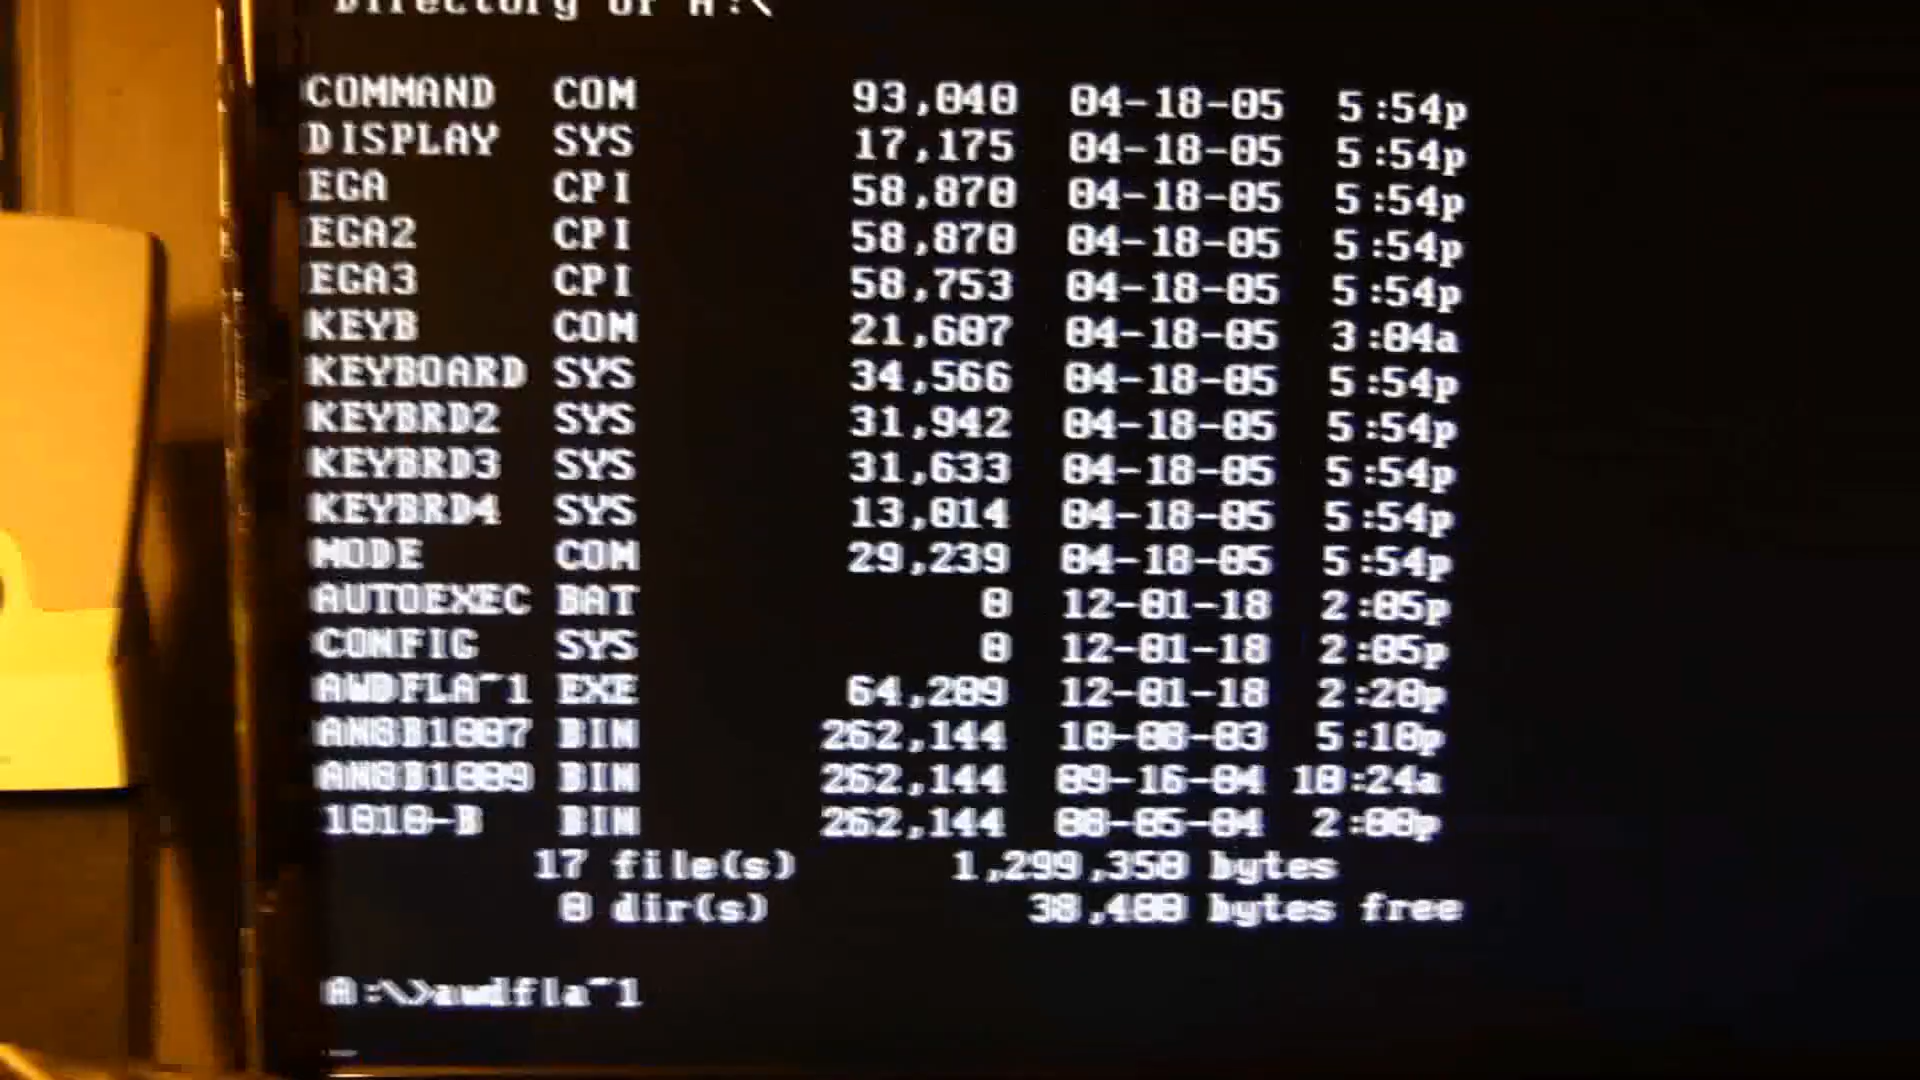 Directory of A:\
COMMAND COM 93,040 04-18-05 5:54p
DISPLAY SYS 17,175 04-18-05 5:54p
EGA CPI 58,870 04-18-05 5:54p
EGA2 CPI 58,870 04-18-05 5:54p
EGA3 CPI 58,753 04-18-05 5:54p
KEYB COM 21,607 04-18-05 3:04a
KEYBOARD SYS 34,566 04-18-05 5:54p
KEYBRD2 SYS 31,942 04-18-05 5:54p
KEYBRD3 SYS 31,633 04-18-05 5:54p
KEYBRD4 SYS 13,014 04-18-05 5:54p
MODE COM 29,239 04-18-05 5:54p
AUTOEXEC BAT 0 12-01-18 2:05p
CONFIG SYS 0 12-01-18 2:05p
AWDFLA~1 EXE 64,209 12-01-18 2:20p
AN8B1007 BIN 262,144 10-08-03 5:10p
AN8B1009 BIN 262,144 09-16-04 10:24a
1010-B BIN 262,144 08-05-04 2:00p
17 file(s) 1,299,350 bytes
0 dir(s) 38,400 bytes free
A:\>awdfla~1